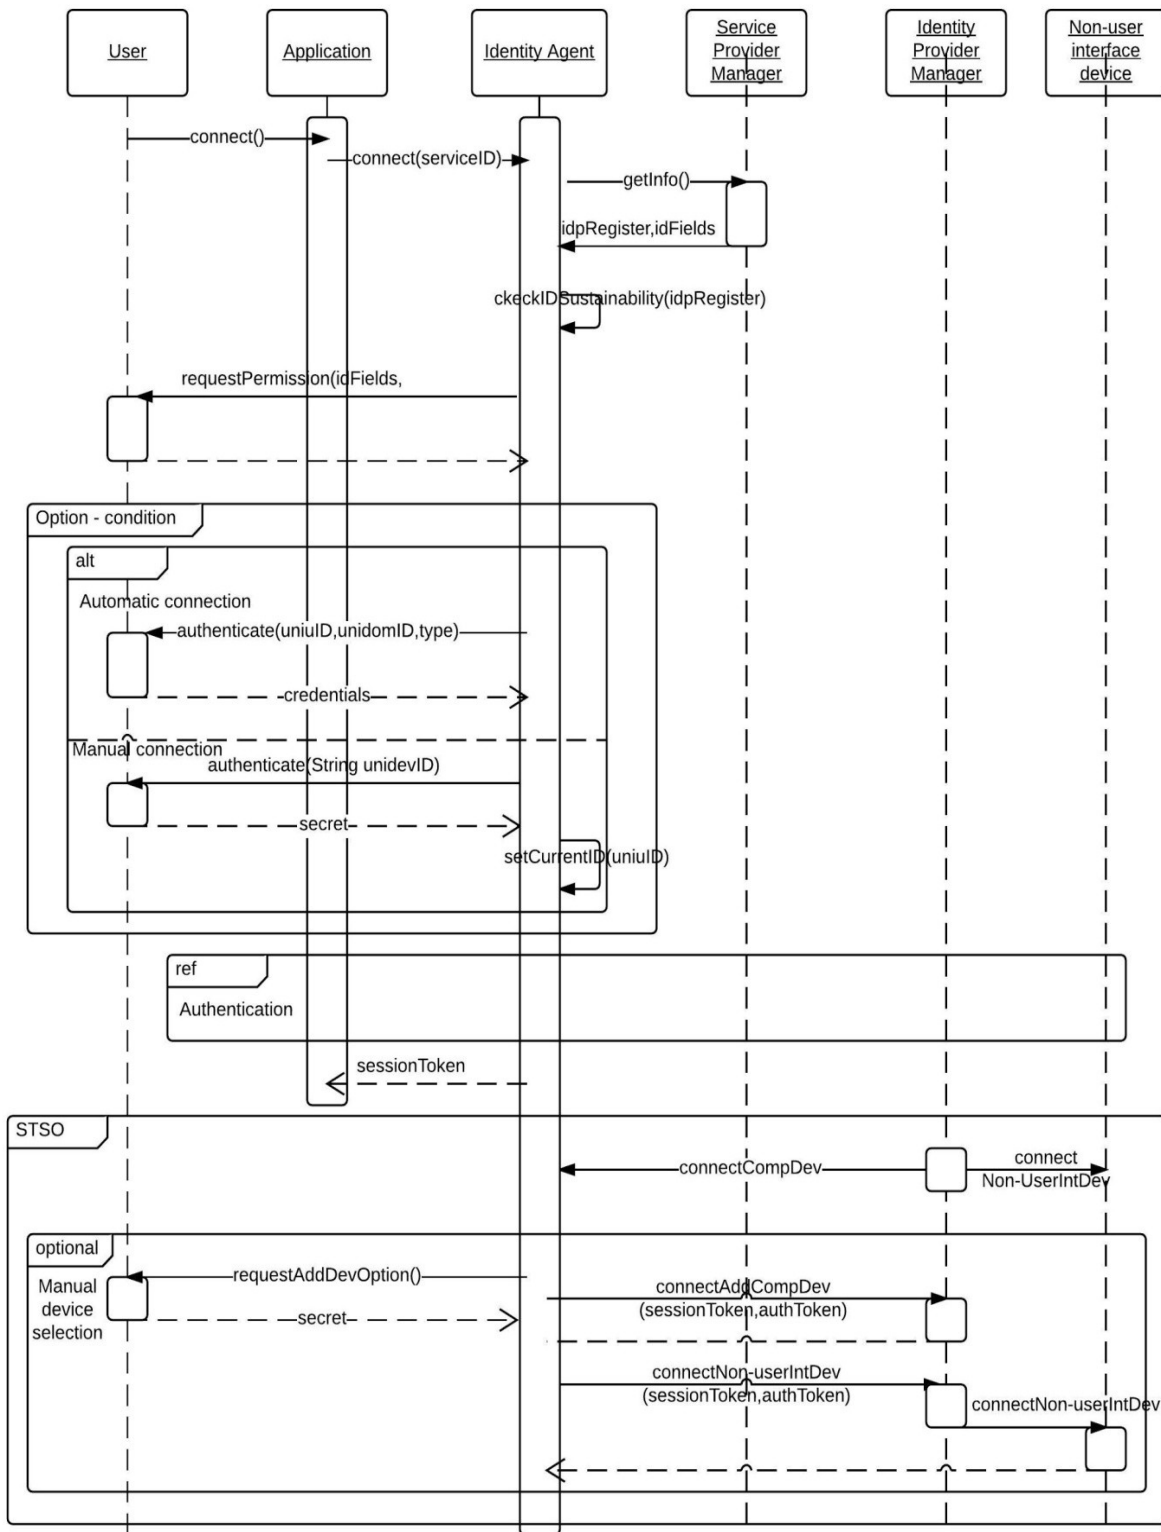 User
Application
Identity Agent
Service
Provider
Manager
Identity
Provider
Manager
Non-user
interface
device
connect()
connect(serviceID)
getInfo()
idpRegister,idFields
ckeckIDSustainability(idpRegister)
requestPermission(idFields,
Option - condition
alt
Automatic connection
authenticate(uniuID,unidomID,type)
credentials
Manual connection
authenticate(String unidevID)
secret
setCurrentID(uniuID)
ref
Authentication
sessionToken
STSO
connectCompDev
connect
Non-UserIntDev
optional
Manual
device
selection
requestAddDevOption()
secret
connectAddCompDev
(sessionToken,authToken)
connectNon-userIntDev
(sessionToken,authToken)
connectNon-userIntDev